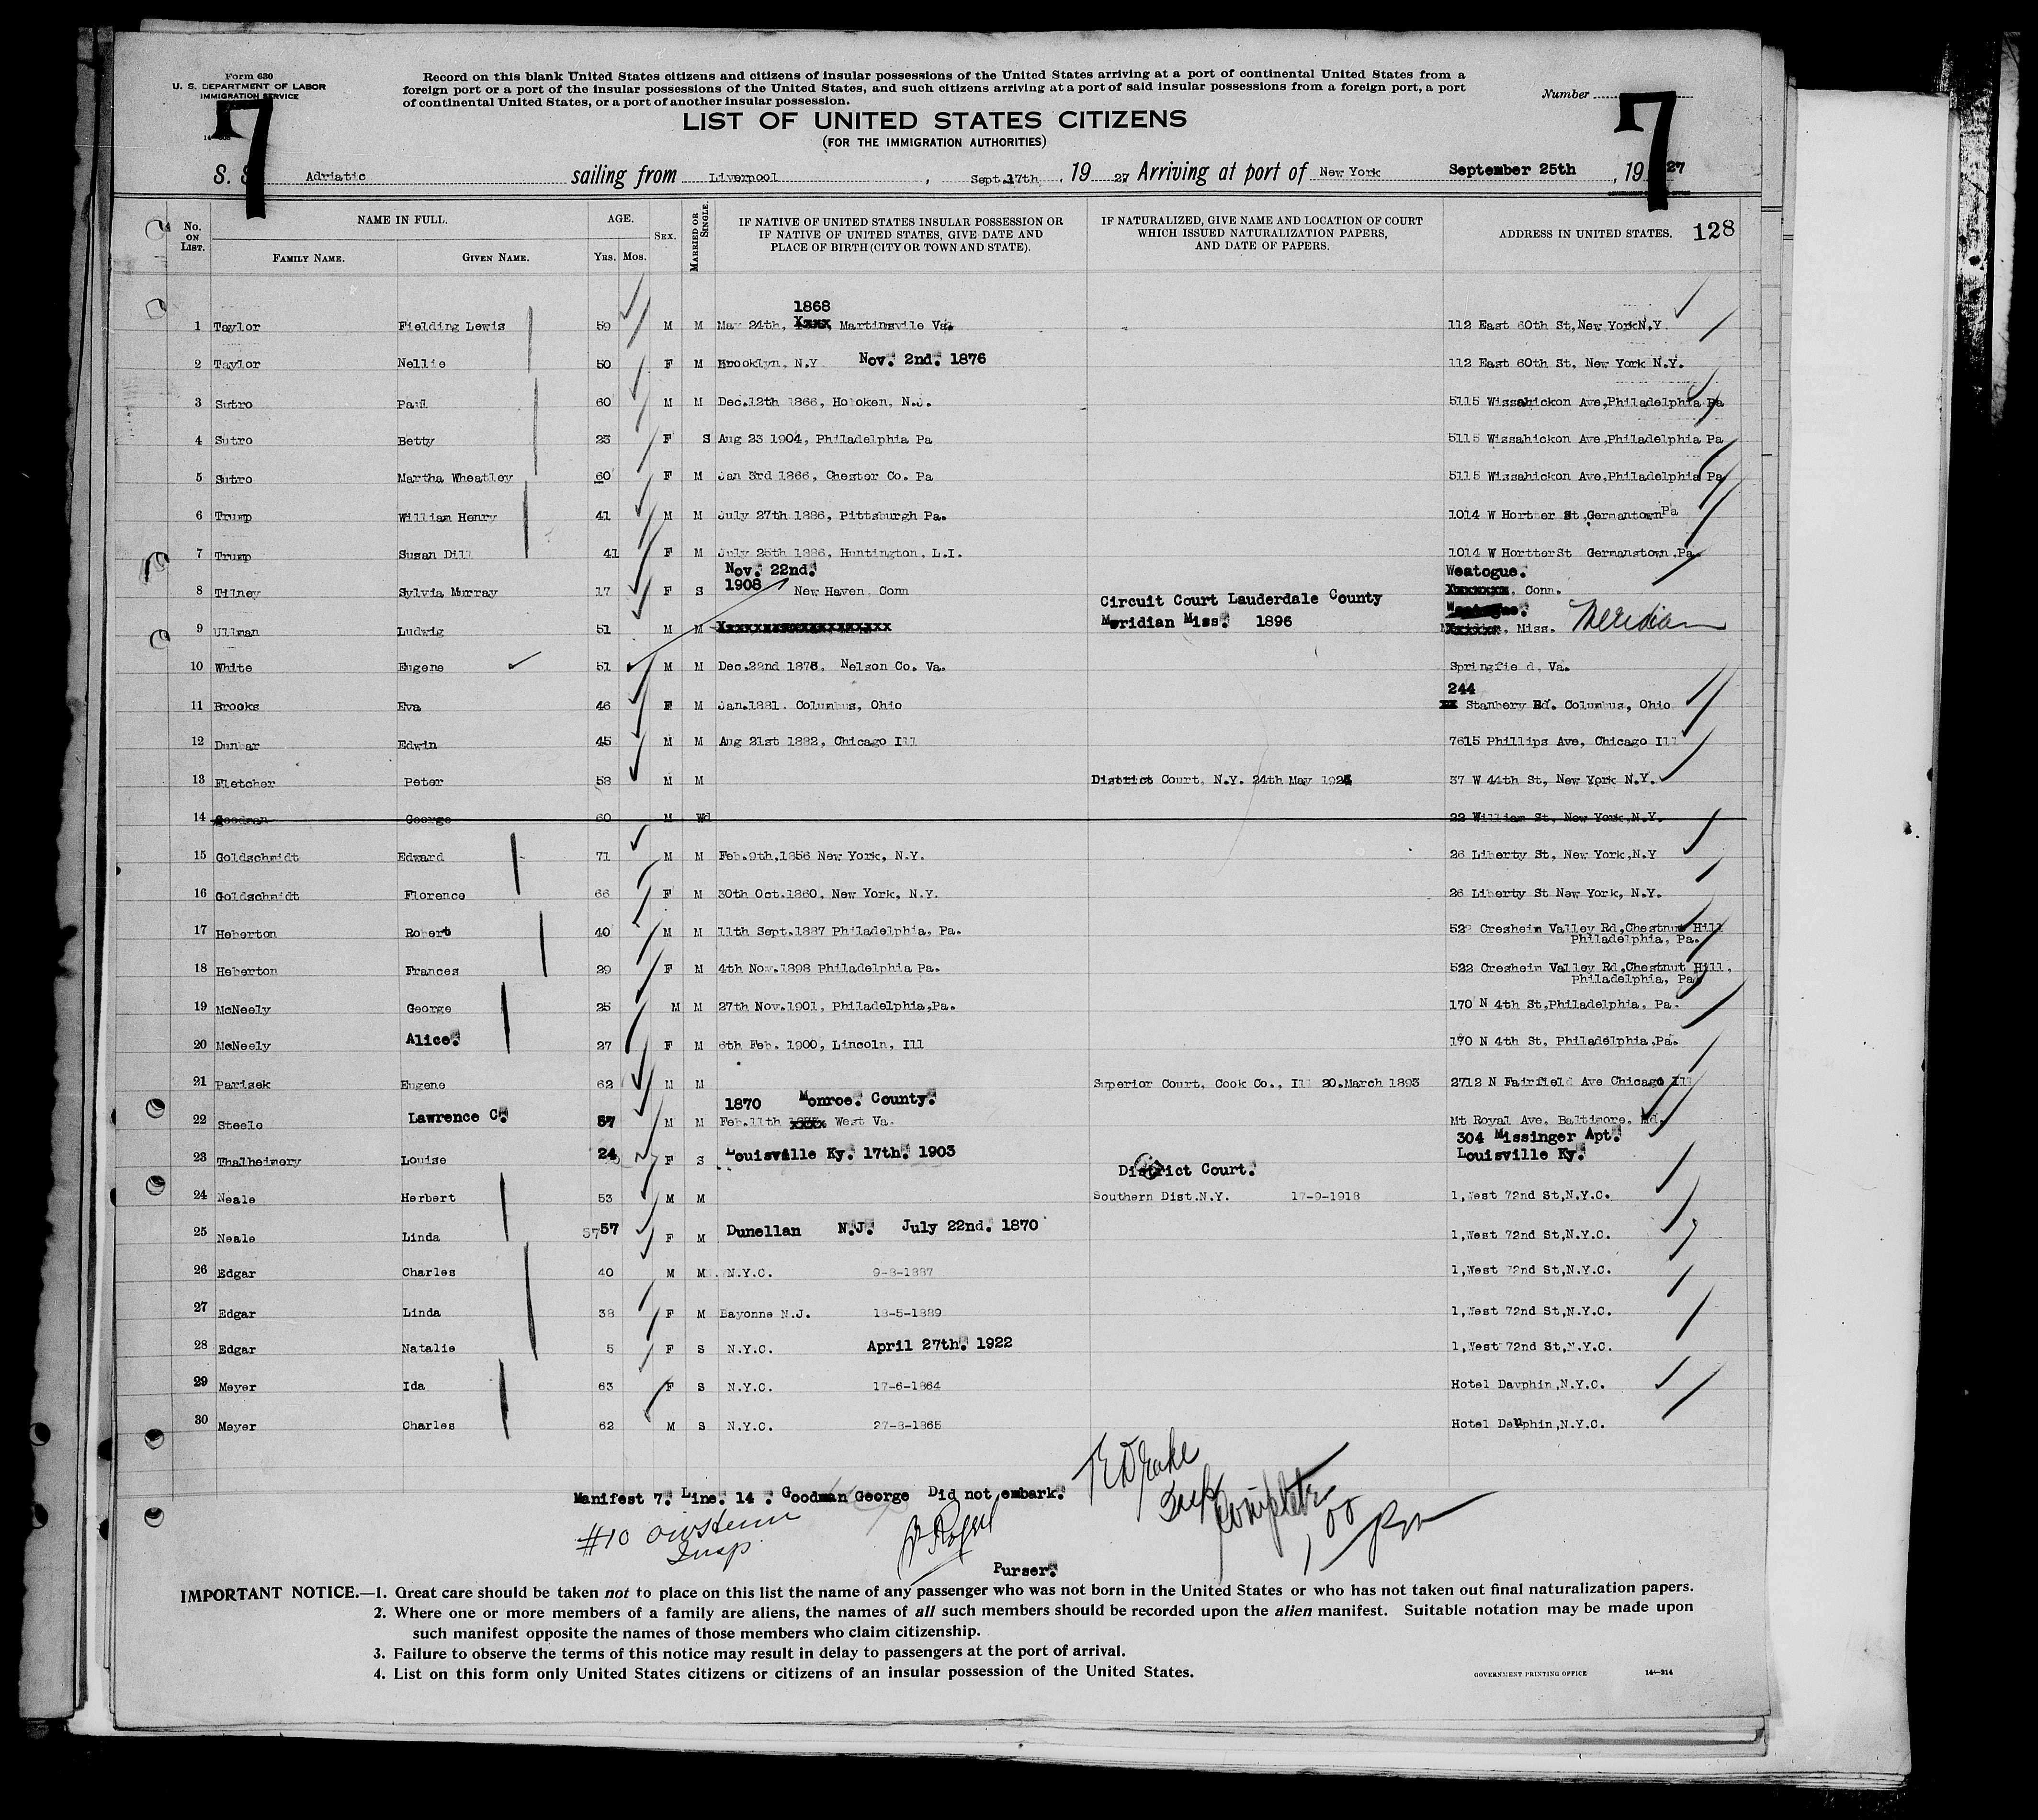 Form 630
U. S. DEPARTMENT OF LABOR
IMMIGRATION SERVICE
Record on this blank United States citizens and citizens of insular possessions of the United States arriving at a port of continental United States from a
foreign port or a port of the insular possessions of the United States, and such citizens arriving at a port of said insular possessions from a foreign port, a port
of continental United States, or a port of another insular possession.
Number
7 7
LIST OF UNITED STATES CITIZENS
(FOR THE IMMIGRATION AUTHORITIES)
S. S. Adriatic sailing from Liverpool , Sept.17th, 1927 Arriving at port of New York September 25th , 1927
No. ON LIST. NAME IN FULL. FAMILY NAME. GIVEN NAME. AGE. YRS. MOS. SEX. MARRIED OR SINGLE. IF NATIVE OF UNITED STATES INSULAR POSSESSION OR IF NATIVE OF UNITED STATES, GIVE DATE AND PLACE OF BIRTH (CITY OR TOWN AND STATE). IF NATURALIZED, GIVE NAME AND LOCATION OF COURT WHICH ISSUED NATURALIZATION PAPERS, AND DATE OF PAPERS. ADDRESS IN UNITED STATES. 128
1868
1 Taylor Fielding Lewis 59 M M May 24th, xxxx Martinsvile Va. 112 East 60th St, New York N.Y.
2 Taylor Nellie 50 F M Brooklyn, N.Y Nov. 2nd. 1876 112 East 60th St, New York N.Y.
3 Sutro Paul 60 M M Dec.12th 1866, Hoboken, N.J. 5115 Wissahickon Ave,Philadelphia Pa
4 Sutro Betty 23 F S Aug 23 1904, Philadelphia Pa 5115 Wissahickon Ave,Philadelphia Pa
5 Sutro Martha Wheatley 60 F M Jan 3rd 1866, Chester Co. Pa 5115 Wissahickon Ave,Philadelphia Pa
6 Trump William Henry 41 M M July 27th 1886, Pittsburgh Pa. 1014 W Hortter St,Germantown Pa
7 Trump Susan Dill 41 F M July 25th 1886, Huntington, L.I. 1014 W Hortter St Germanstown,Pa.
Nov. 22nd. Weatogue.
8 Tilney Sylvia Murray 17 F S 1908 New Haven, Conn , Conn.
Circuit Court Lauderdale County
9 Ullman Ludwig 51 M M Meridian Miss. 1896 , Miss. Meridian
10 White Eugene 51 M M Dec.22nd 1875, Nelson Co. Va. Springfie d, Va.
244
11 Brooks Eva 46 F M Jan.1881. Columbus, Ohio xx Stanbery Rd. Columbus, Ohio
12 Dunbar Edwin 45 M M Aug 21st 1882, Chicago Ill 7615 Phillips Ave, Chicago Ill
13 Fletcher Peter 58 M M District Court, N.Y. 24th May 37 W 44th St, New York N.Y.
14 Goodman George 60 M Wd 22 William St, New York,N.Y.
15 Goldschmidt Edward 71 M M Feb.9th,1856 New York, N.Y. 26 Liberty St, New York,N.Y
16 Goldschmidt Florence 66 F M 30th Oct.1860, New York, N.Y. 26 Liberty St New York, N.Y.
17 Heberton Robert 40 M M 11th Sept.1887 Philadelphia, Pa. 522 Cresheim Valley Rd,Chestnut Hill
Philadelphia, Pa.
18 Heberton Frances 29 F M 4th Nov.1898 Philadelphia Pa. 522 Cresheim Valley Rd,Chestnut Hill,
Philadelphia, Pa
19 McNeely George 25 M M 27th Nov.1901, Philadelphia,Pa. 170 N 4th St,Philadelphia, Pa.
20 McNeely Alice. 27 F M 6th Feb. 1900, Lincoln, Ill 170 N 4th St, Philadelphia,Pa.
21 Parisek Eugene 62 M M Superior Court, Cook Co., Ill 20.March 1893 2712 N Fairfield Ave Chicago Ill
1870 Monroe. County.
22 Steele Lawrence C. 57 M M Feb.11th xxxx West Va. Mt Royal Ave, Baltimore, Md.
304 Missinger Apt.
23 Thalheimery Louise 24 F S Louisville Ky. 17th. 1903 Louisville Ky.
District Court.
24 Neale Herbert 53 M M Southern Dist.N.Y. 17-9-1918 1,West 72nd St,N.Y.C.
25 Neale Linda 57 57 F M Dunellan N.J. July 22nd. 1870 1,West 72nd St,N.Y.C.
26 Edgar Charles 40 M M N.Y.C. 9-8-1887 1,West 72nd St,N.Y.C.
27 Edgar Linda 38 F M Bayonne N.J. 18-5-1889 1,West 72nd St,N.Y.C.
28 Edgar Natalie 5 F S N.Y.C. April 27th. 1922 1,West 72nd St,N.Y.C.
29 Meyer Ida 63 F S N.Y.C. 17-6-1864 Hotel Dauphin,N.Y.C.
30 Meyer Charles 62 M S N.Y.C. 27-8-1865 Hotel Dauphin,N.Y.C.
Manifest 7. Line. 14 . Goodman George Did not embark.
R Drake
Insp
Complete
1,00 pm
#10
Insp.
Purser.
IMPORTANT NOTICE.—1. Great care should be taken not to place on this list the name of any passenger who was not born in the United States or who has not taken out final naturalization papers.
2. Where one or more members of a family are aliens, the names of all such members should be recorded upon the alien manifest. Suitable notation may be made upon
such manifest opposite the names of those members who claim citizenship.
3. Failure to observe the terms of this notice may result in delay to passengers at the port of arrival.
4. List on this form only United States citizens or citizens of an insular possession of the United States.
GOVERNMENT PRINTING OFFICE 14—214